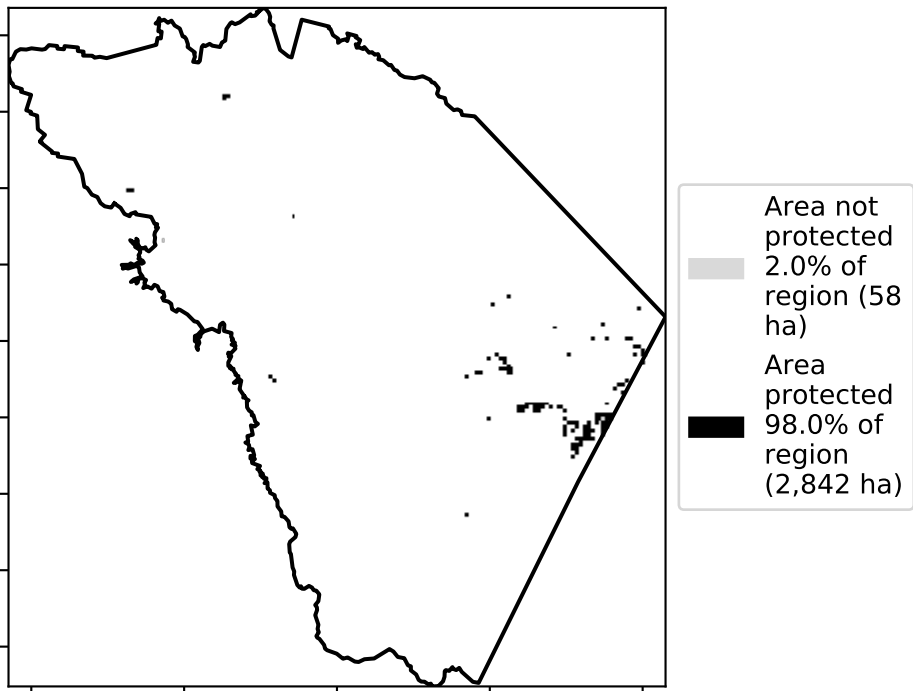 Area not
protected
2.0% of
region (58
ha)
Area
protected
98.0% of
region
(2,842 ha)